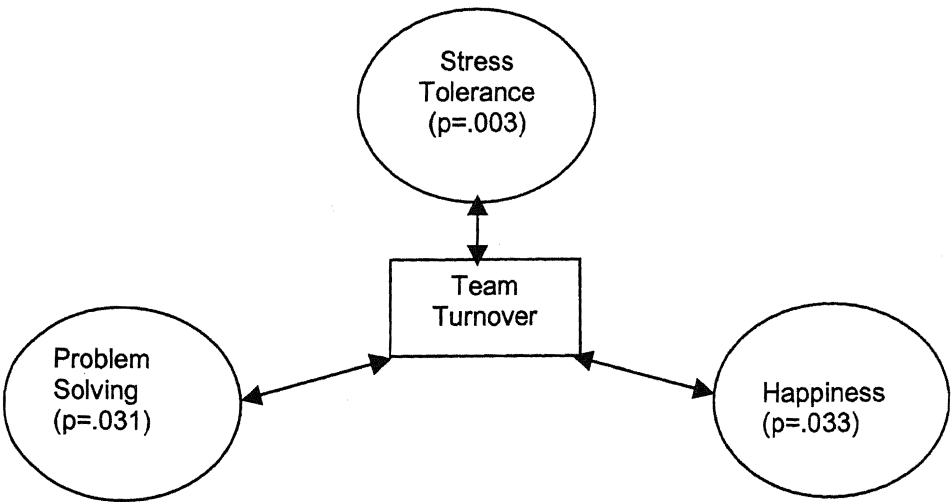 Stress
Tolerance
(p=.003)
Team
Turnover
Problem
Solving
(p=.031)
Happiness
(p=.033)